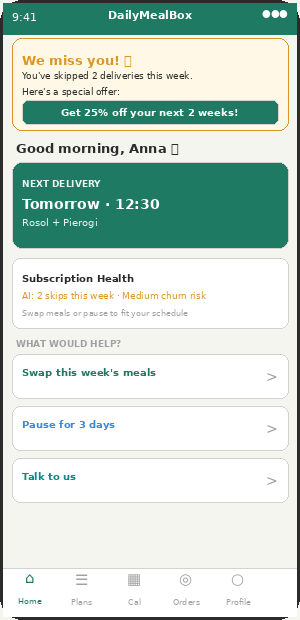 9:41
DailyMealBox
We miss you!
You've skipped 2 deliveries this week.
Here's a special offer:
Get 25% off your next 2 weeks!
Good morning, Anna
NEXT DELIVERY
Tomorrow · 12:30
Rosol + Pierogi
Subscription Health
AI: 2 skips this week · Medium churn risk
Swap meals or pause to fit your schedule
WHAT WOULD HELP?
Swap this week's meals
>
Pause for 3 days
>
Talk to us
>
Home
Plans
Cal
Orders
Profile